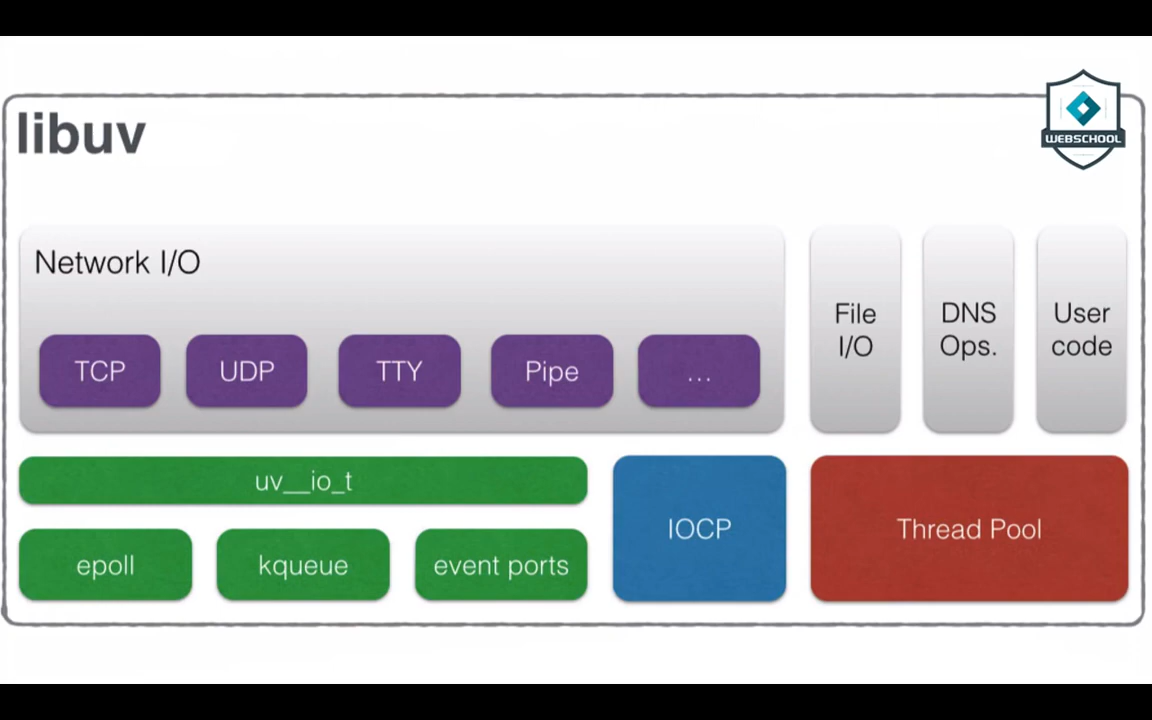 libuv
WEBSCHOOL
Network I/O
TCP
UDP
TTY
Pipe
...
File
I/O
DNS
Ops.
User
code
uv__io_t
epoll
kqueue
event ports
IOCP
Thread Pool